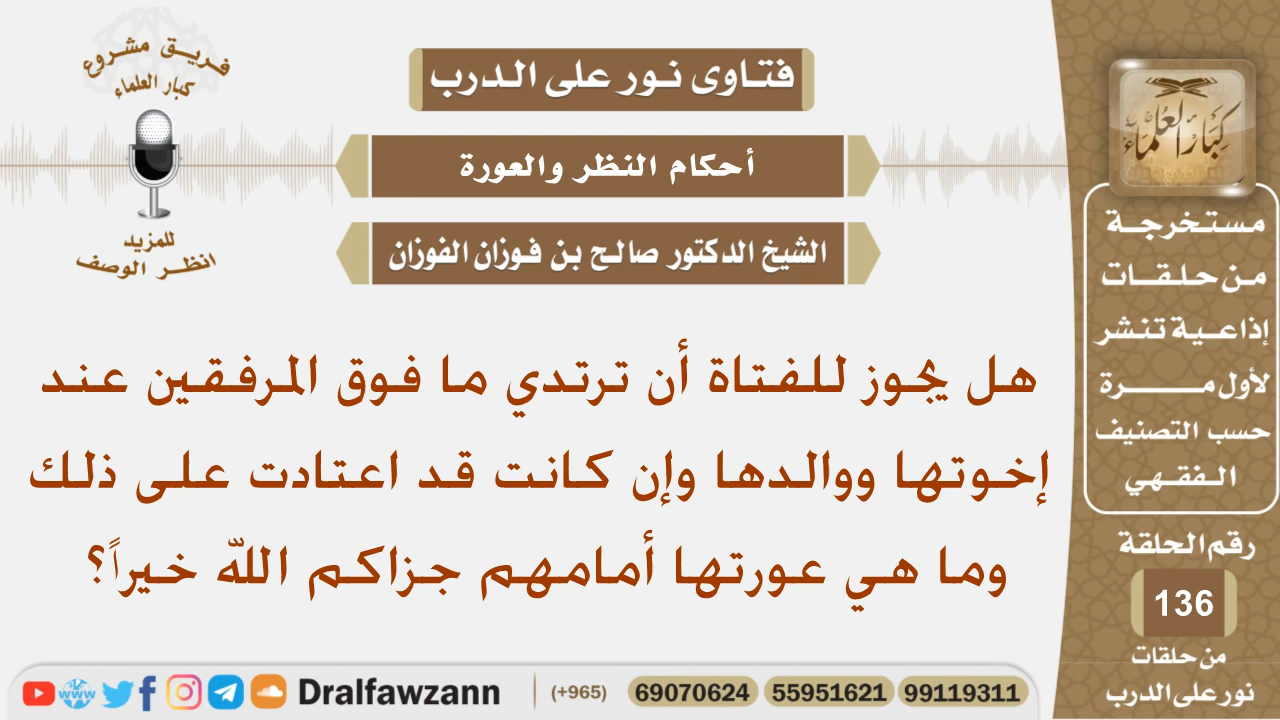 فريق مشروع
كبار العلماء
للمزيد
انظر الوصف
فتاوى نور على الدرب
أحكام النظر والعورة
الشيخ الدكتور صالح بن فوزان الفوزان
هل يجوز للفتاة أن ترتدي ما فوق المرفقين عند
إخوتها ووالدها وإن كانت قد اعتادت على ذلك
وما هي عورتها أمامهم جزاكم الله خيراً؟
كبار العلماء
مستخرجة
من حلقات
إذاعية تنشر
لأول مرة
حسب التصنيف
الفقهي
رقم الحلقة
136
من حلقات
نور على الدرب
www Dralfawzann (+965) 69070624 55951621 99119311